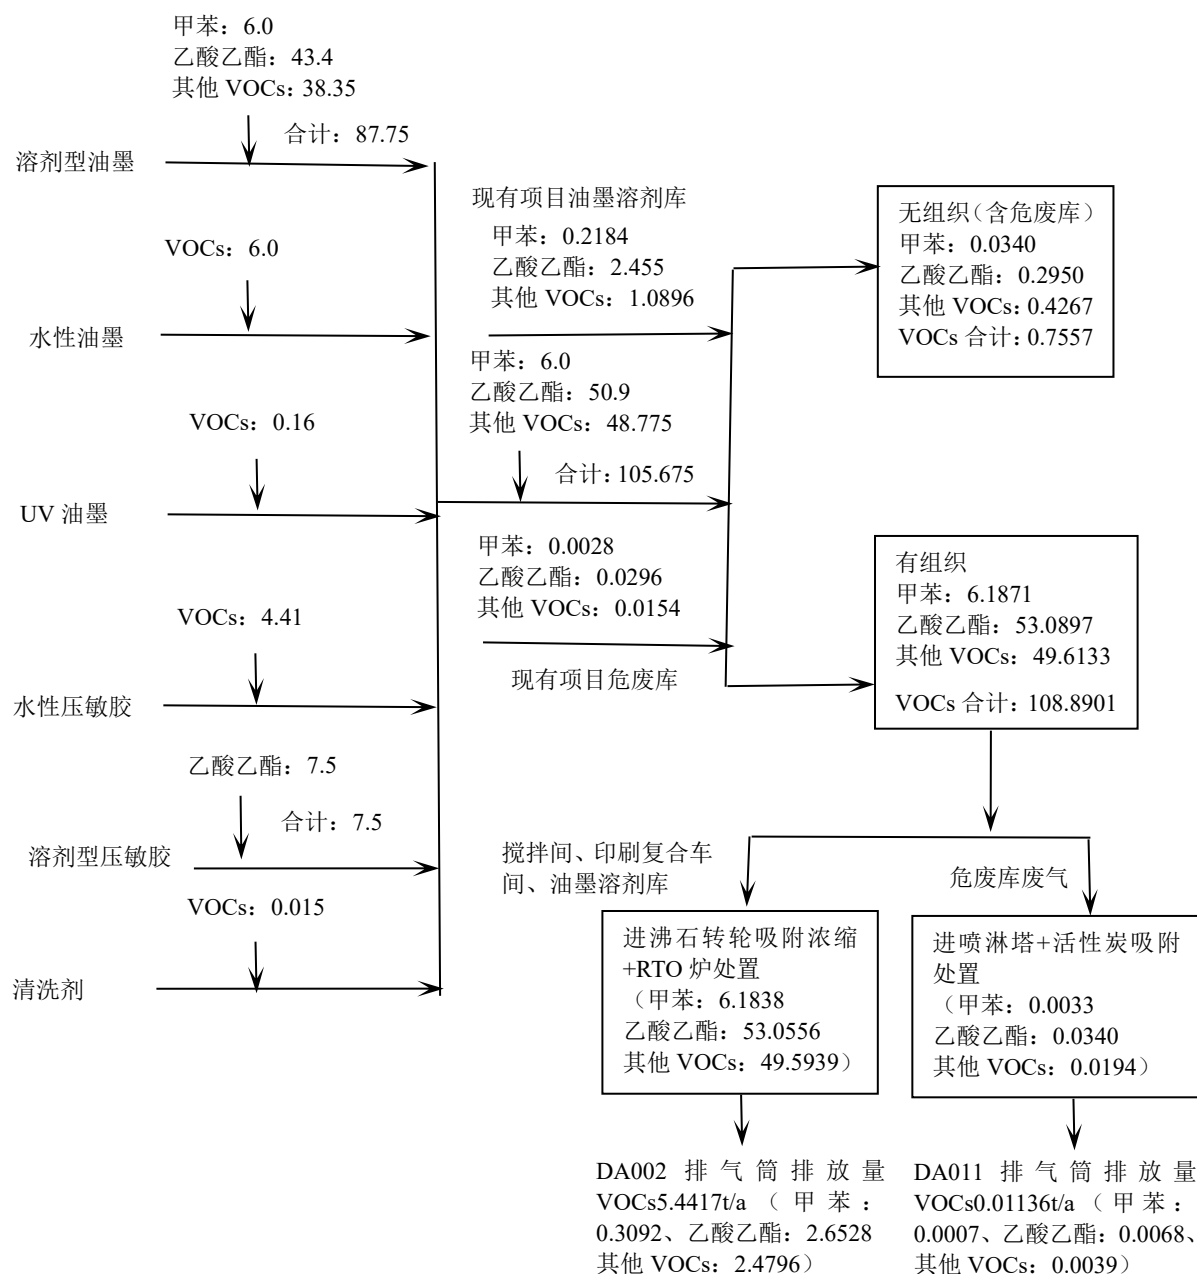 甲苯：6.0
乙酸乙酯：43.4
其他 VOCs：38.35
合计：87.75
溶剂型油墨
VOCs：6.0
水性油墨
VOCs：0.16
UV 油墨
VOCs：4.41
水性压敏胶
乙酸乙酯：7.5
合计：7.5
溶剂型压敏胶
VOCs：0.015
清洗剂
现有项目油墨溶剂库
甲苯：0.2184
乙酸乙酯：2.455
其他 VOCs：1.0896
甲苯：6.0
乙酸乙酯：50.9
其他 VOCs：48.775
合计：105.675
甲苯：0.0028
乙酸乙酯：0.0296
其他 VOCs：0.0154
现有项目危废库
无组织（含危废库）
甲苯：0.0340
乙酸乙酯：0.2950
其他 VOCs：0.4267
VOCs 合计：0.7557
有组织
甲苯：6.1871
乙酸乙酯：53.0897
其他 VOCs：49.6133
VOCs 合计：108.8901
搅拌间、印刷复合车
间、油墨溶剂库
危废库废气
进沸石转轮吸附浓缩
+RTO 炉处置
（甲苯：6.1838
乙酸乙酯：53.0556
其他 VOCs：49.5939）
进喷淋塔+活性炭吸附
处置
（甲苯：0.0033
乙酸乙酯：0.0340
其他 VOCs：0.0194）
DA002 排气筒排放量
VOCs5.4417t/a（甲苯：
0.3092、乙酸乙酯：2.6528
其他 VOCs：2.4796）
DA011 排气筒排放量
VOCs0.01136t/a（甲苯：
0.0007、乙酸乙酯：0.0068、
其他 VOCs：0.0039）